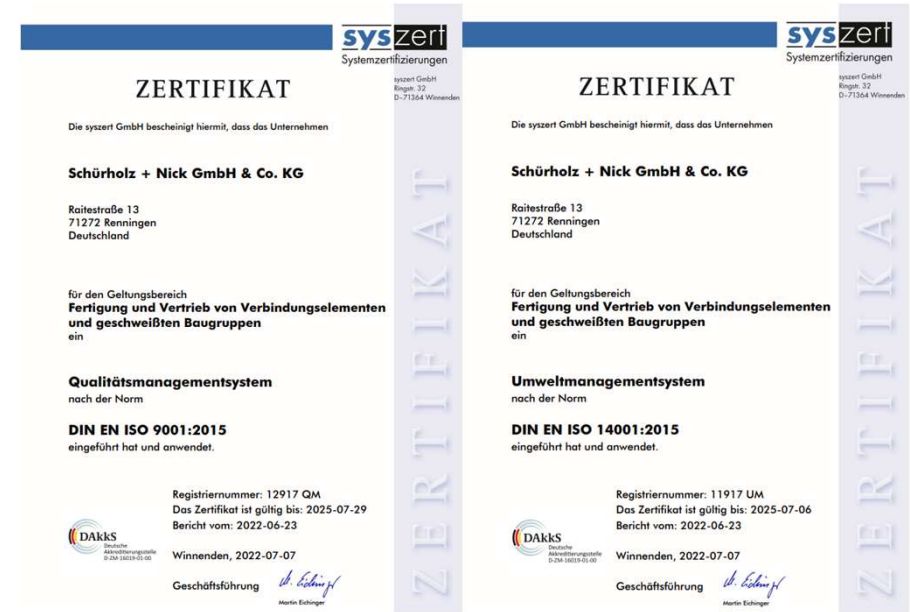 syszert
Systemzertifizierungen
ZERTIFIKAT
syszert GmbH
Ringstr. 32
D-71364 Winnenden
Die syszert GmbH bescheinigt hiermit, dass das Unternehmen
Schürholz + Nick GmbH & Co. KG
Raitestraße 13
71272 Renningen
Deutschland
für den Geltungsbereich
Fertigung und Vertrieb von Verbindungselementen
und geschweißten Baugruppen
ein
Qualitätsmanagementsystem
nach der Norm
DIN EN ISO 9001:2015
eingeführt hat und anwendet.
Registriernummer: 12917 QM
Das Zertifikat ist gültig bis: 2025-07-29
Bericht vom: 2022-06-23
DAkkS
Deutsche
Akkreditierungsstelle
D-ZM-16019-01-00
Winnenden, 2022-07-07
Geschäftsführung
Martin Eichinger
ZERTIFIKAT
syszert
Systemzertifizierungen
ZERTIFIKAT
syszert GmbH
Ringstr. 32
D-71364 Winnenden
Die syszert GmbH bescheinigt hiermit, dass das Unternehmen
Schürholz + Nick GmbH & Co. KG
Raitestraße 13
71272 Renningen
Deutschland
für den Geltungsbereich
Fertigung und Vertrieb von Verbindungselementen
und geschweißten Baugruppen
ein
Umweltmanagementsystem
nach der Norm
DIN EN ISO 14001:2015
eingeführt hat und anwendet.
Registriernummer: 11917 UM
Das Zertifikat ist gültig bis: 2025-07-06
Bericht vom: 2022-06-23
DAkkS
Deutsche
Akkreditierungsstelle
D-ZM-16019-01-00
Winnenden, 2022-07-07
Geschäftsführung
Martin Eichinger
ZERTIFIKAT